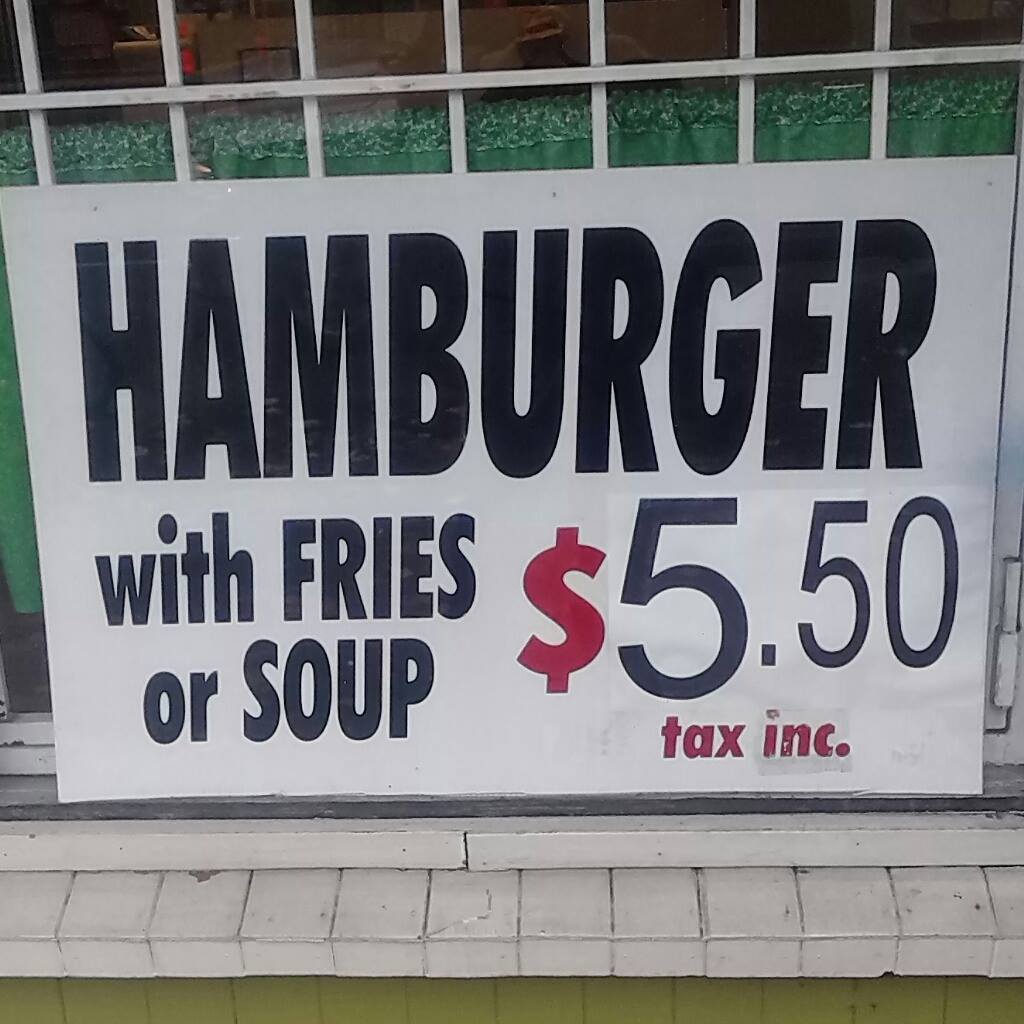 HAMBURGER
with FRIES
or SOUP
$5.50
tax inc.